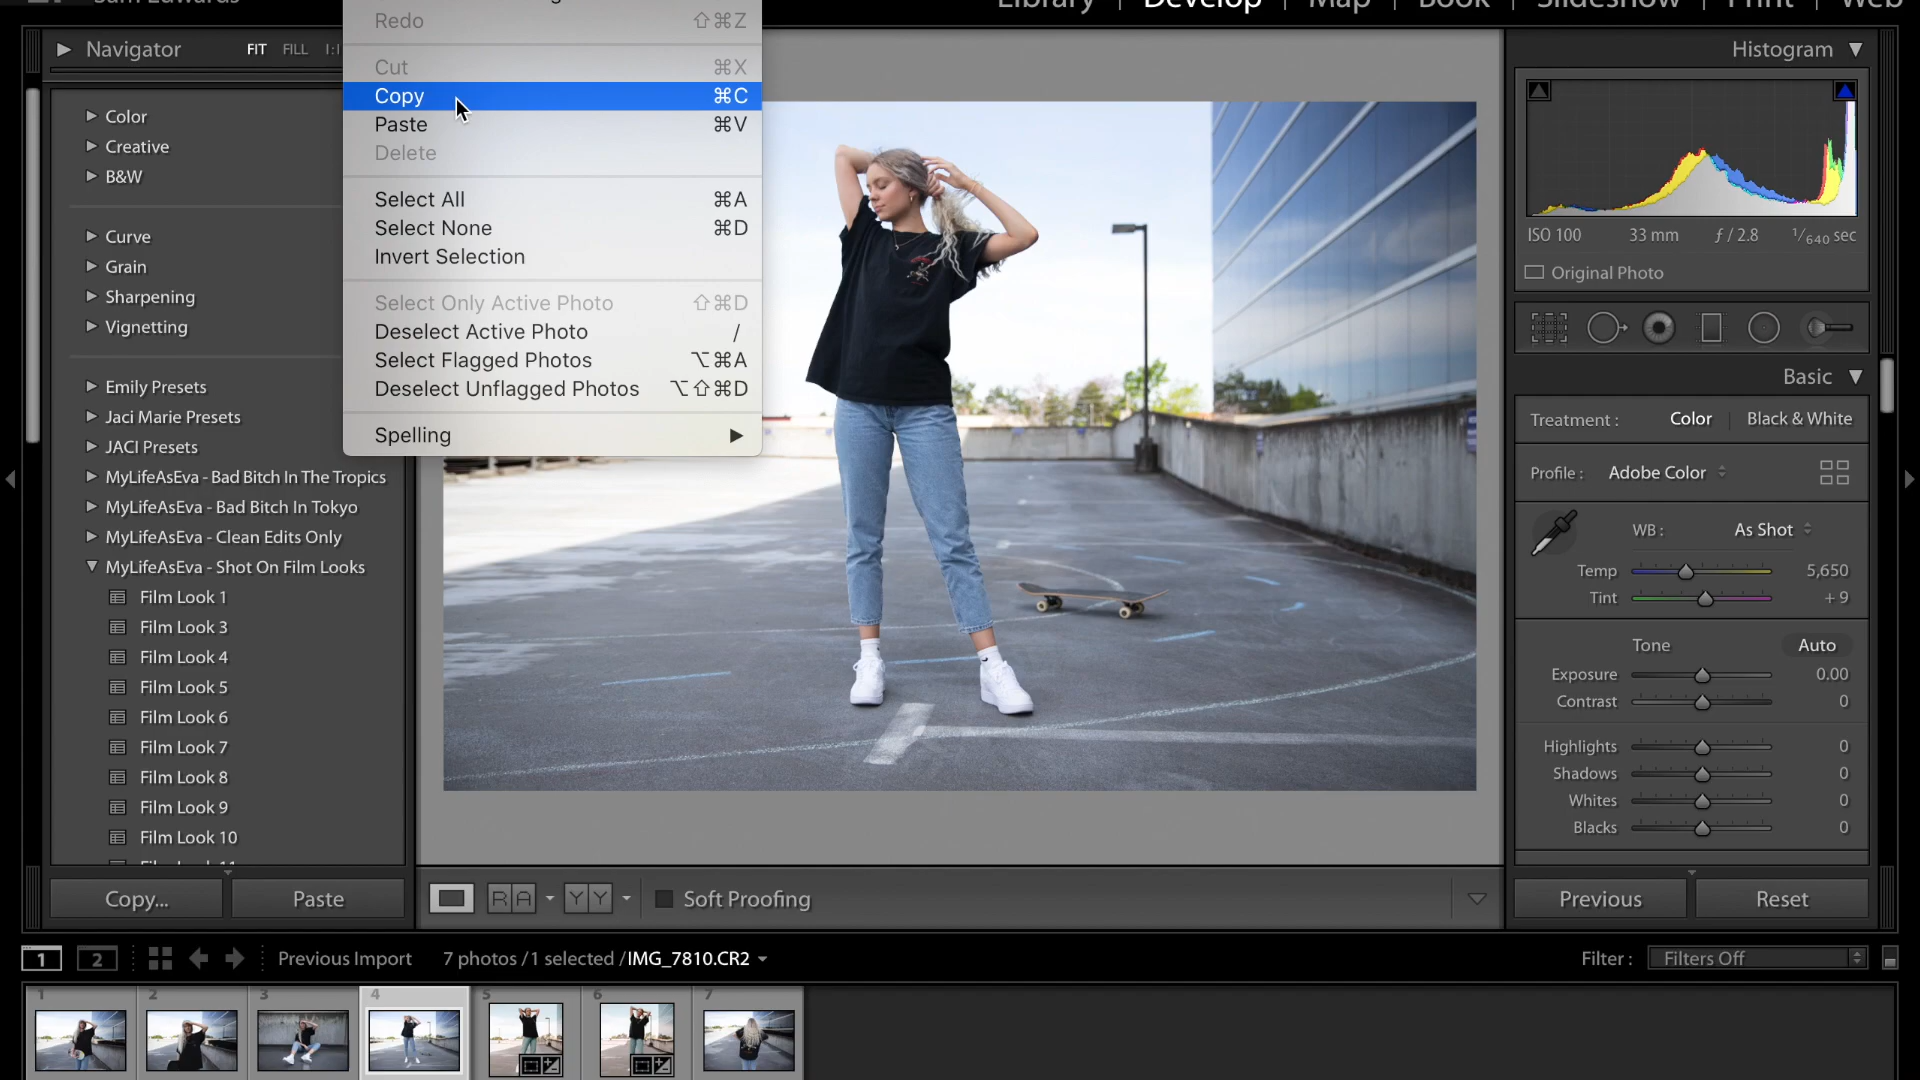 Library | Develop | Map | Book | Slideshow | Print | Web
Navigator FIT FILL 1:1
Color
Creative
B&W
Curve
Grain
Sharpening
Vignetting
Emily Presets
Jaci Marie Presets
JACI Presets
MyLifeAsEva - Bad Bitch In The Tropics
MyLifeAsEva - Bad Bitch In Tokyo
MyLifeAsEva - Clean Edits Only
MyLifeAsEva - Shot On Film Looks
Film Look 1
Film Look 3
Film Look 4
Film Look 5
Film Look 6
Film Look 7
Film Look 8
Film Look 9
Film Look 10
Copy... Paste
Redo ⇧⌘Z
Cut ⌘X
Copy ⌘C
Paste ⌘V
Delete
Select All ⌘A
Select None ⌘D
Invert Selection
Select Only Active Photo ⇧⌘D
Deselect Active Photo /
Select Flagged Photos ⌥⌘A
Deselect Unflagged Photos ⌥⇧⌘D
Spelling
Histogram
ISO 100 33 mm ƒ / 2.8 1/640 sec
Original Photo
Basic
Treatment : Color | Black & White
Profile : Adobe Color
WB : As Shot
Temp 5,650
Tint + 9
Tone Auto
Exposure 0.00
Contrast 0
Highlights 0
Shadows 0
Whites 0
Blacks 0
Previous Reset
R A Y Y Soft Proofing
1 2 Previous Import 7 photos / 1 selected / IMG_7810.CR2 Filter : Filters Off
1 2 3 4 5 6 7